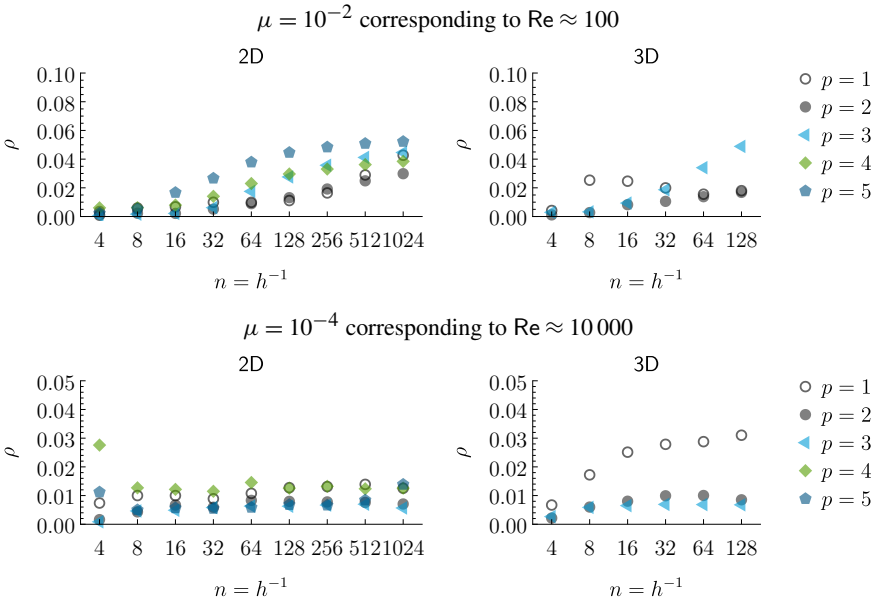 μ = 10⁻² corresponding to Re ≈ 100
2D
3D
0.10
0.08
0.06
0.04
0.02
0.00
ρ
4 8 16 32 64 128 256 512 1024
n = h⁻¹
0.10
0.08
0.06
0.04
0.02
0.00
ρ
4 8 16 32 64 128
n = h⁻¹
p = 1
p = 2
p = 3
p = 4
p = 5
μ = 10⁻⁴ corresponding to Re ≈ 10 000
2D
3D
0.05
0.04
0.03
0.02
0.01
0.00
ρ
4 8 16 32 64 128 256 512 1024
n = h⁻¹
0.05
0.04
0.03
0.02
0.01
0.00
ρ
4 8 16 32 64 128
n = h⁻¹
p = 1
p = 2
p = 3
p = 4
p = 5